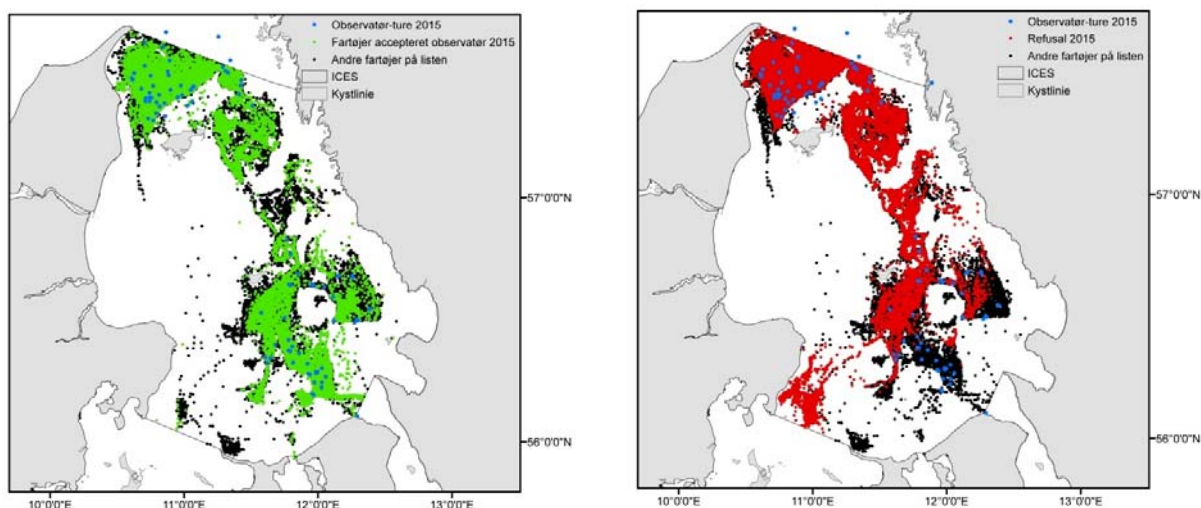 Observatør-ture 2015
Fartøjer accepteret observatør 2015
Andre fartøjer på listen
ICES
Kystlinie
57°0'0"N
56°0'0"N
10°0'0"E
11°0'0"E
12°0'0"E
13°0'0"E
Observatør-ture 2015
Refusal 2015
Andre fartøjer på listen
ICES
Kystlinie
57°0'0"N
56°0'0"N
10°0'0"E
11°0'0"E
12°0'0"E
13°0'0"E